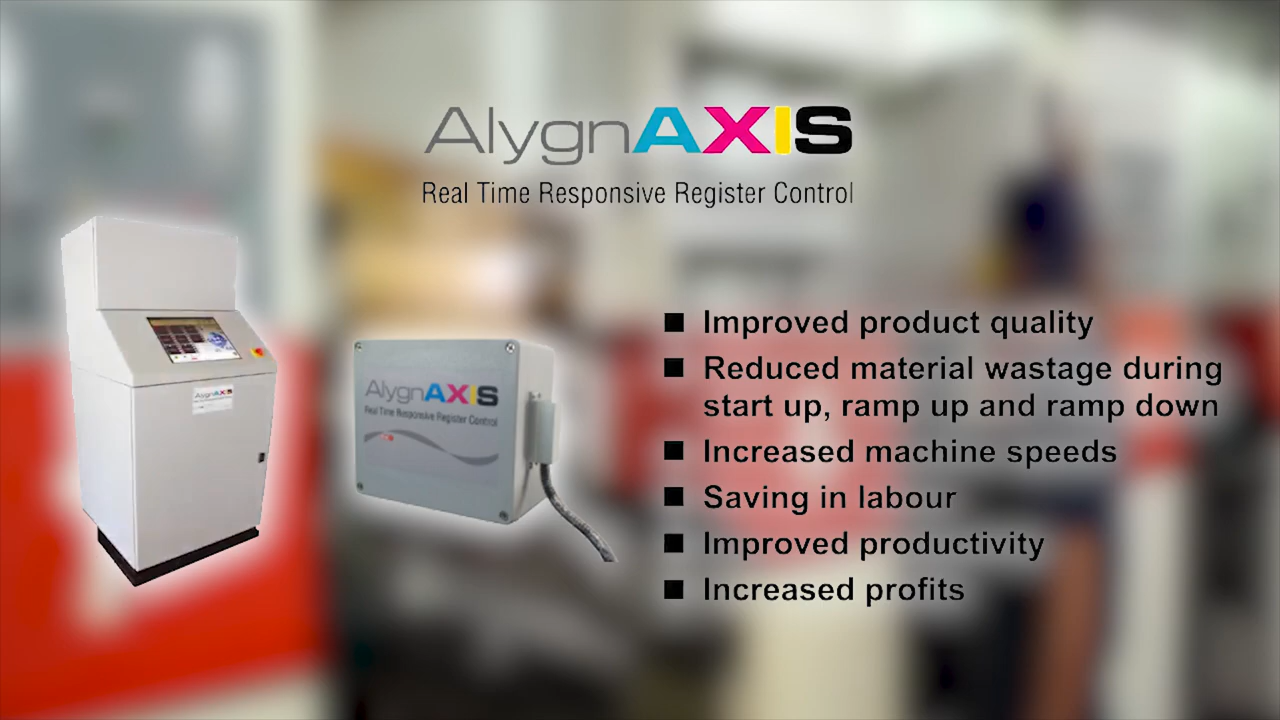 AlygnAXIS
Real Time Responsive Register Control
AlygnAXIS
AlygnAXIS
Real Time Responsive Register Control
■ Improved product quality
■ Reduced material wastage during
start up, ramp up and ramp down
■ Increased machine speeds
■ Saving in labour
■ Improved productivity
■ Increased profits